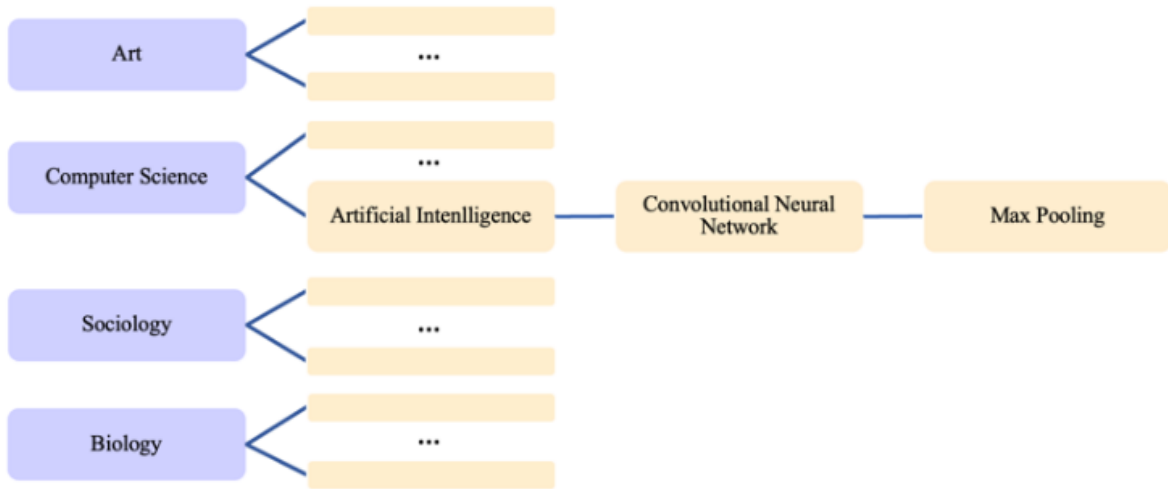 Art
...
Computer Science
...
Artificial Intenlligence
Convolutional Neural
Network
Max Pooling
Sociology
...
Biology
...